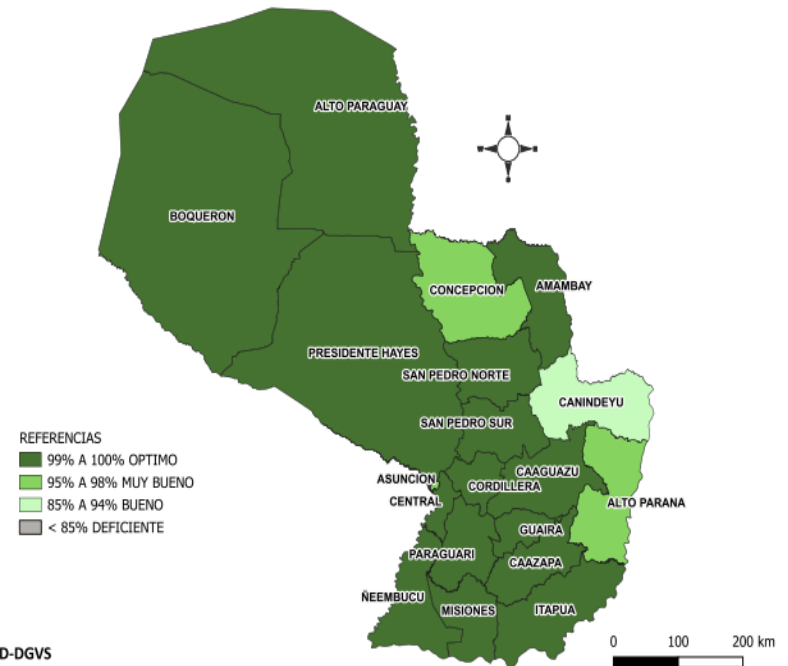 ALTO PARAGUAY
BOQUERON
CONCEPCION
AMAMBAY
PRESIDENTE HAYES
SAN PEDRO NORTE
CANINDEYU
SAN PEDRO SUR
REFERENCIAS
99% A 100% OPTIMO
95% A 98% MUY BUENO
85% A 94% BUENO
< 85% DEFICIENTE
ASUNCION
CAAGUAZU
CORDILLERA
CENTRAL
ALTO PARANA
GUAIRA
PARAGUARI
CAAZAPA
ÑEEMBUCU
MISIONES
ITAPUA
D-DGVS
0 100 200 km